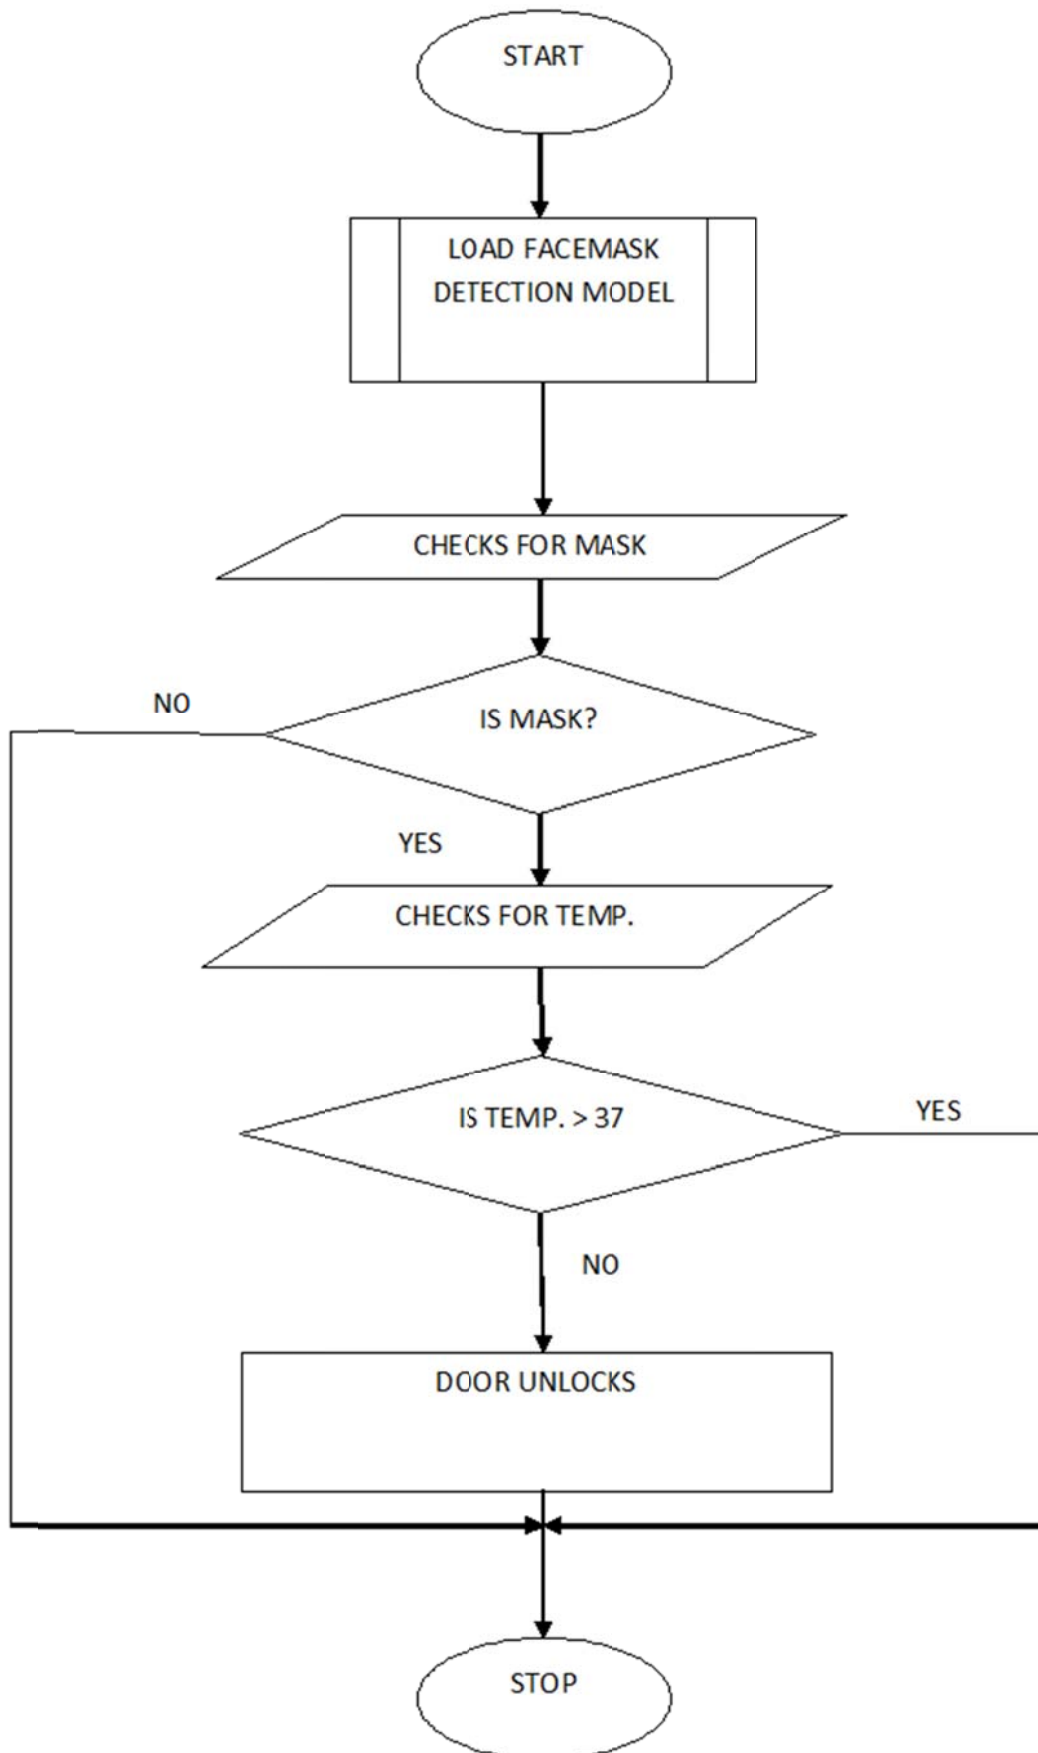 START
LOAD FACEMASK
DETECTION MODEL
CHECKS FOR MASK
NO
IS MASK?
YES
CHECKS FOR TEMP.
IS TEMP. > 37
YES
NO
DOOR UNLOCKS
STOP